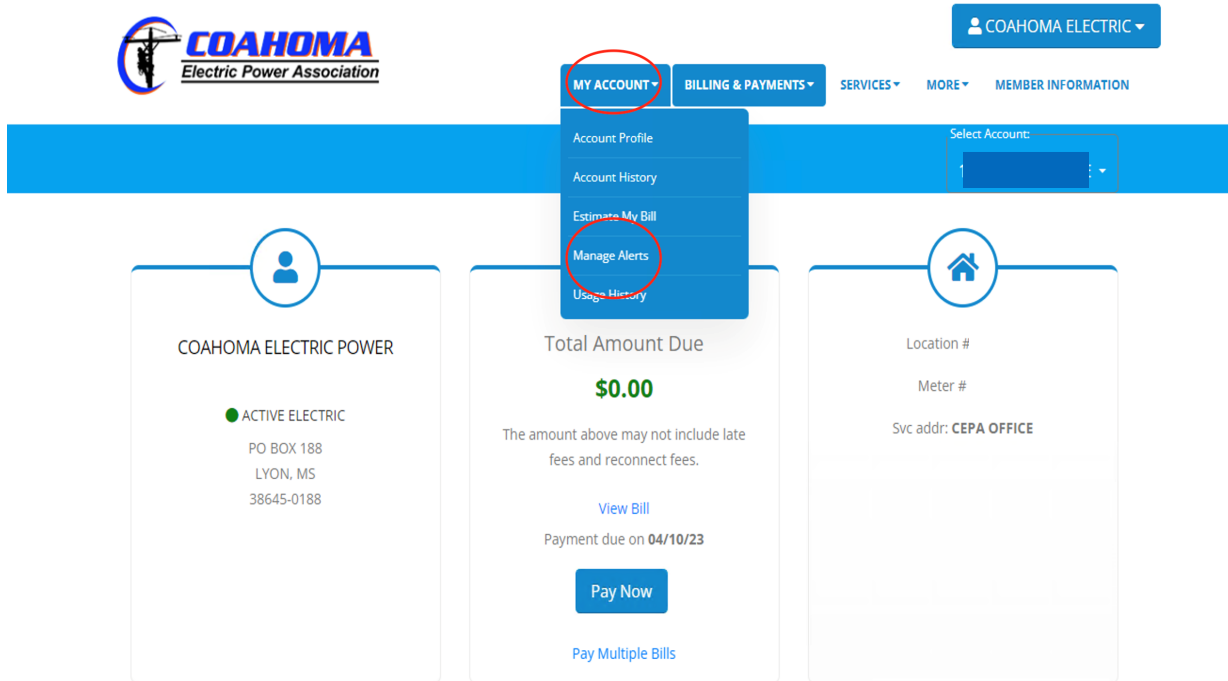 COAHOMA
Electric Power Association
COAHOMA ELECTRIC
MY ACCOUNT
BILLING & PAYMENTS
SERVICES
MORE
MEMBER INFORMATION
Account Profile
Account History
Estimate My Bill
Manage Alerts
Usage History
Select Account:
COAHOMA ELECTRIC POWER
ACTIVE ELECTRIC
PO BOX 188
LYON, MS
38645-0188
Total Amount Due
$0.00
The amount above may not include late
fees and reconnect fees.
View Bill
Payment due on 04/10/23
Pay Now
Pay Multiple Bills
Location #
Meter #
Svc addr: CEPA OFFICE